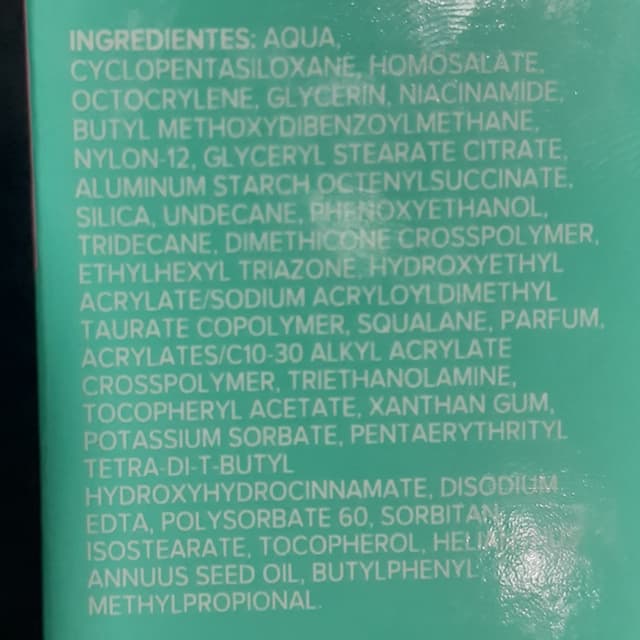 INGREDIENTES: AQUA,
CYCLOPENTASILOXANE, HOMOSALATE,
OCTOCRYLENE, GLYCERIN, NIACINAMIDE,
BUTYL METHOXYDIBENZOYLMETHANE,
NYLON-12, GLYCERYL STEARATE CITRATE,
ALUMINUM STARCH OCTENYLSUCCINATE,
SILICA, UNDECANE, PHENOXYETHANOL,
TRIDECANE, DIMETHICONE CROSSPOLYMER,
ETHYLHEXYL TRIAZONE, HYDROXYETHYL
ACRYLATE/SODIUM ACRYLOYLDIMETHYL
TAURATE COPOLYMER, SQUALANE, PARFUM,
ACRYLATES/C10-30 ALKYL ACRYLATE
CROSSPOLYMER, TRIETHANOLAMINE,
TOCOPHERYL ACETATE, XANTHAN GUM,
POTASSIUM SORBATE, PENTAERYTHRITYL
TETRA-DI-T-BUTYL
HYDROXYHYDROCINNAMATE, DISODIUM
EDTA, POLYSORBATE 60, SORBITAN
ISOSTEARATE, TOCOPHEROL,
ANNUUS SEED OIL, BUTYLPHENYL
METHYLPROPIONAL.